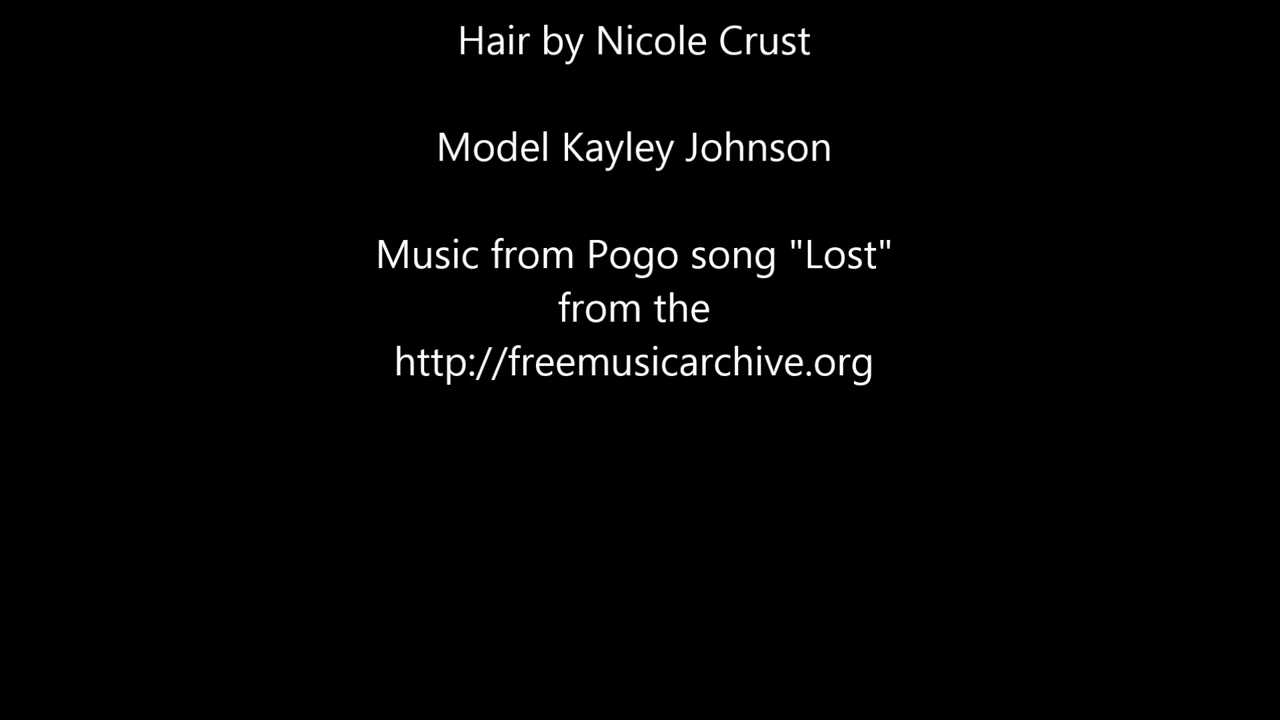 Hair by Nicole Crust
Model Kayley Johnson
Music from Pogo song "Lost"
from the
http://freemusicarchive.org